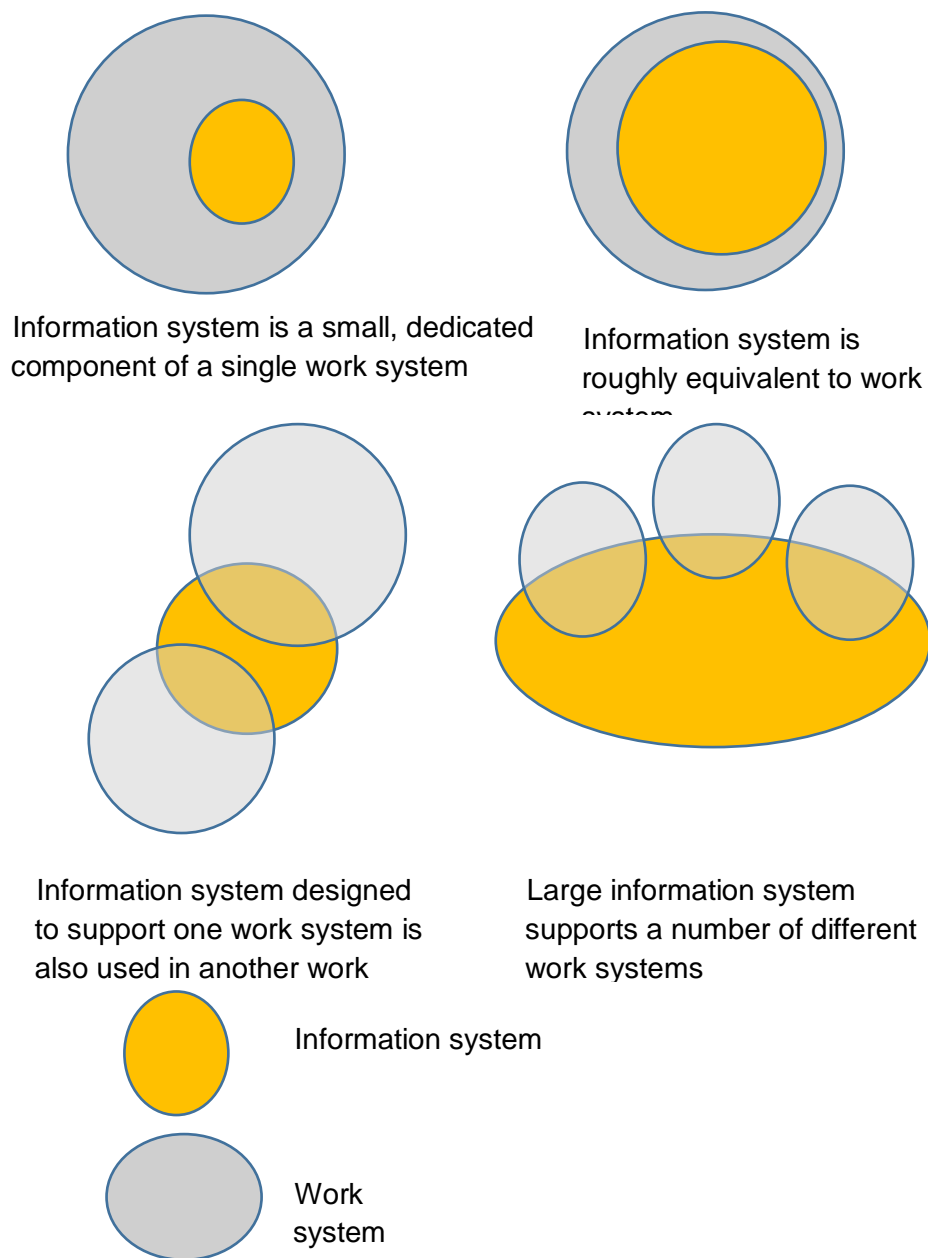 Information system is a small, dedicated
component of a single work system
Information system is
roughly equivalent to work
system
Information system designed
to support one work system is
also used in another work
Large information system
supports a number of different
work systems
Information system
Work
system